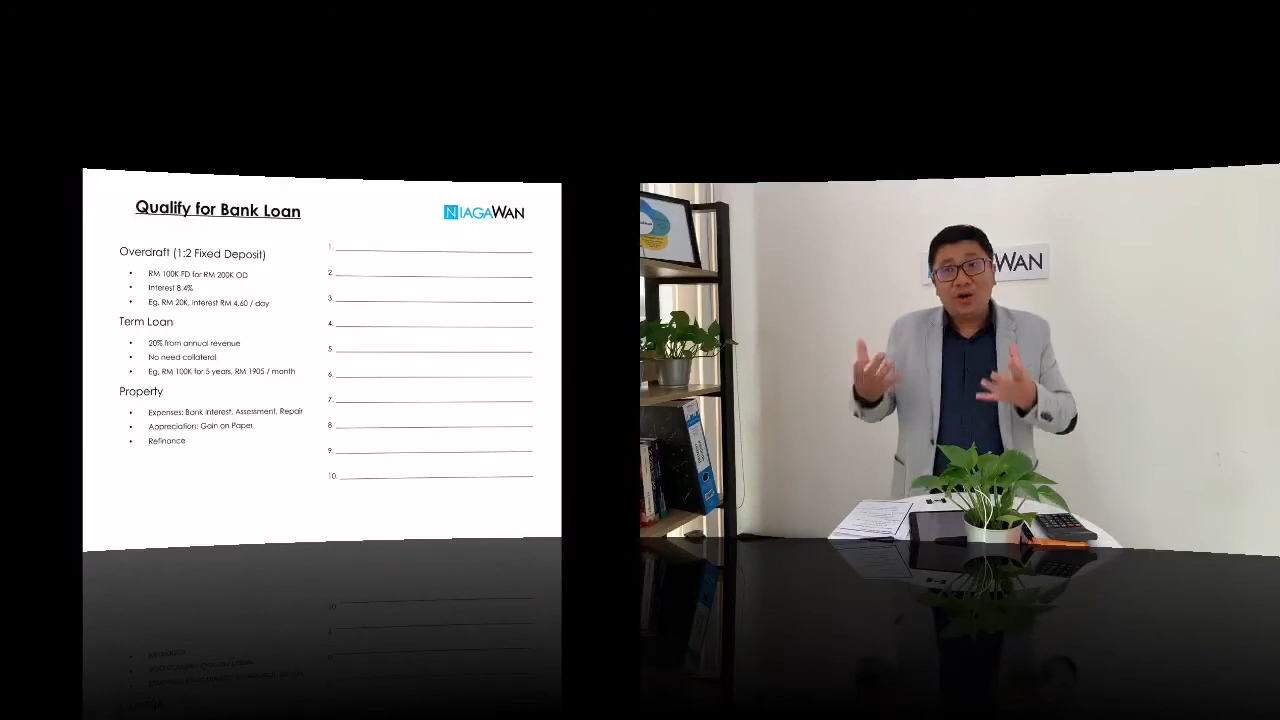 Qualify for Bank Loan
NIAGAWAN
Overdraft (1:2 Fixed Deposit)
• RM 100K FD for RM 200K OD
• Interest 8.4%
• Eg. RM 20K, Interest RM 4.60 / day
Term Loan
• 20% from annual revenue
• No need collateral
• Eg. RM 100K for 5 years, RM 1905 / month
Property
• Expenses: Bank Interest, Assessment, Repair
• Appreciation: Gain on Paper
• Refinance
1.
2.
3.
4.
5.
6.
7.
8.
9.
10.
WAN